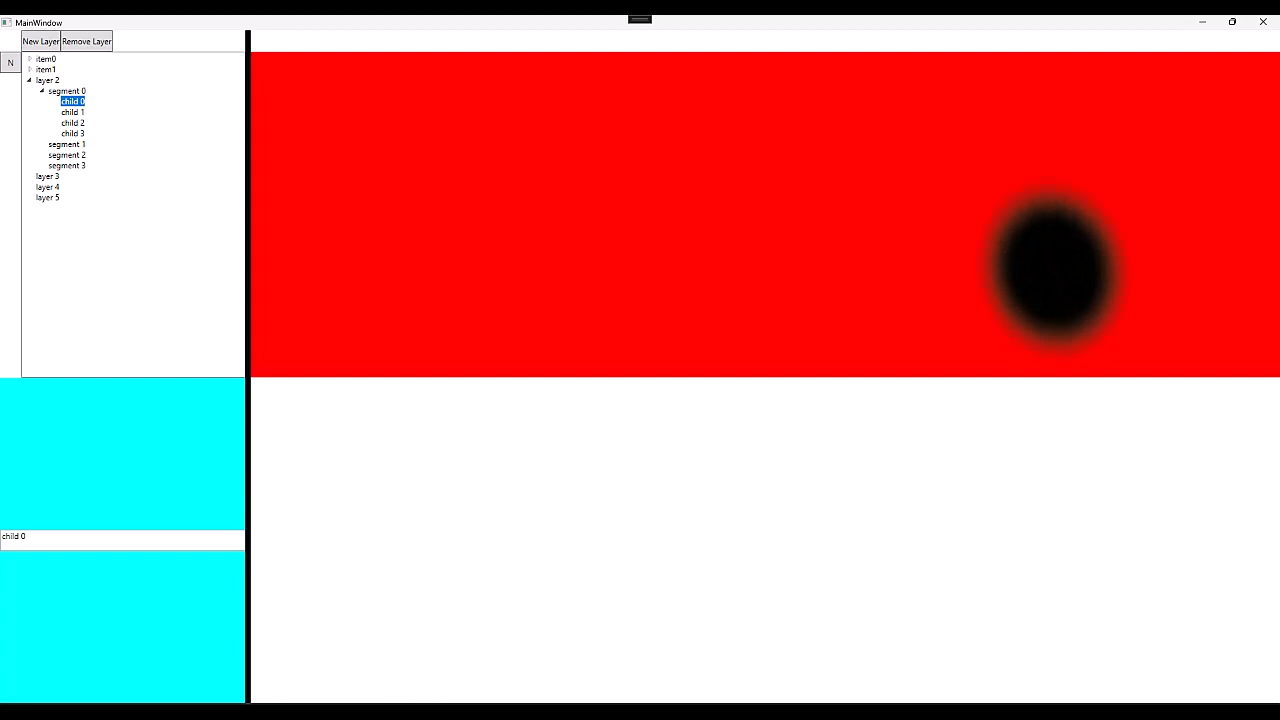 MainWindow
New Layer Remove Layer
N
item0
item1
layer 2
segment 0
child 0
child 1
child 2
child 3
segment 1
segment 2
segment 3
layer 3
layer 4
layer 5
child 0